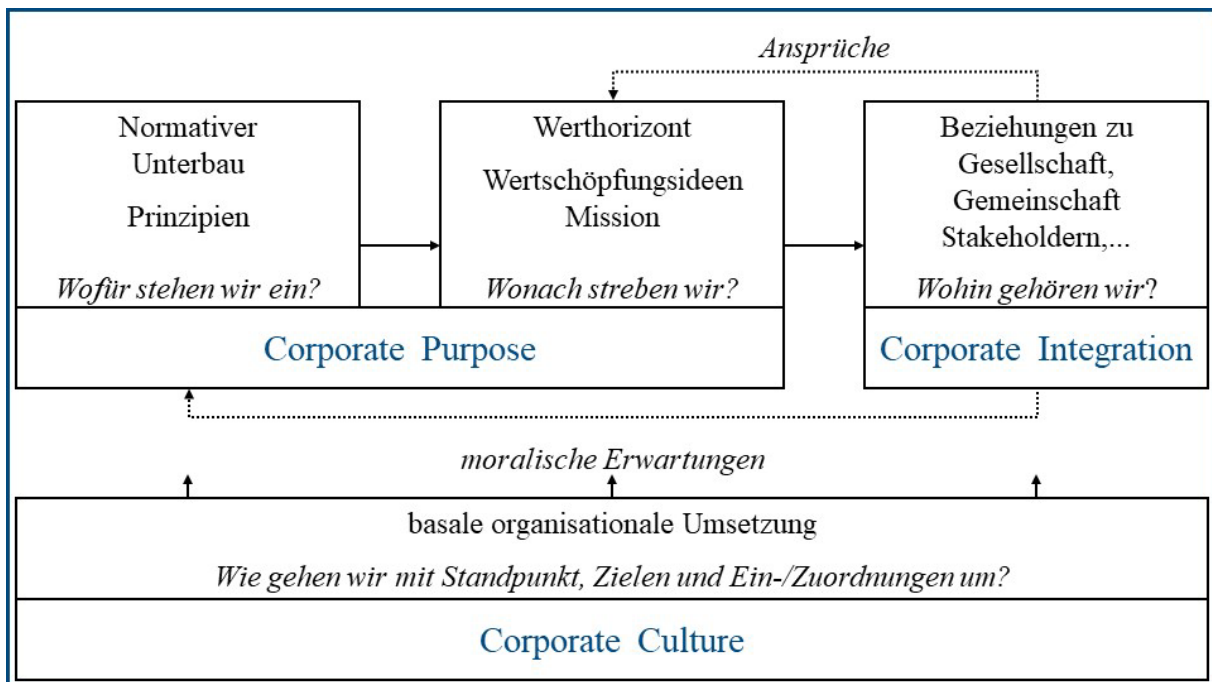 Ansprüche
Normativer
Unterbau
Prinzipien
Wofür stehen wir ein?
Werthorizont
Wertschöpfungsideen
Mission
Wonach streben wir?
Beziehungen zu
Gesellschaft,
Gemeinschaft
Stakeholdern,...
Wohin gehören wir?
Corporate Purpose
Corporate Integration
moralische Erwartungen
basale organisationale Umsetzung
Wie gehen wir mit Standpunkt, Zielen und Ein-/Zuordnungen um?
Corporate Culture